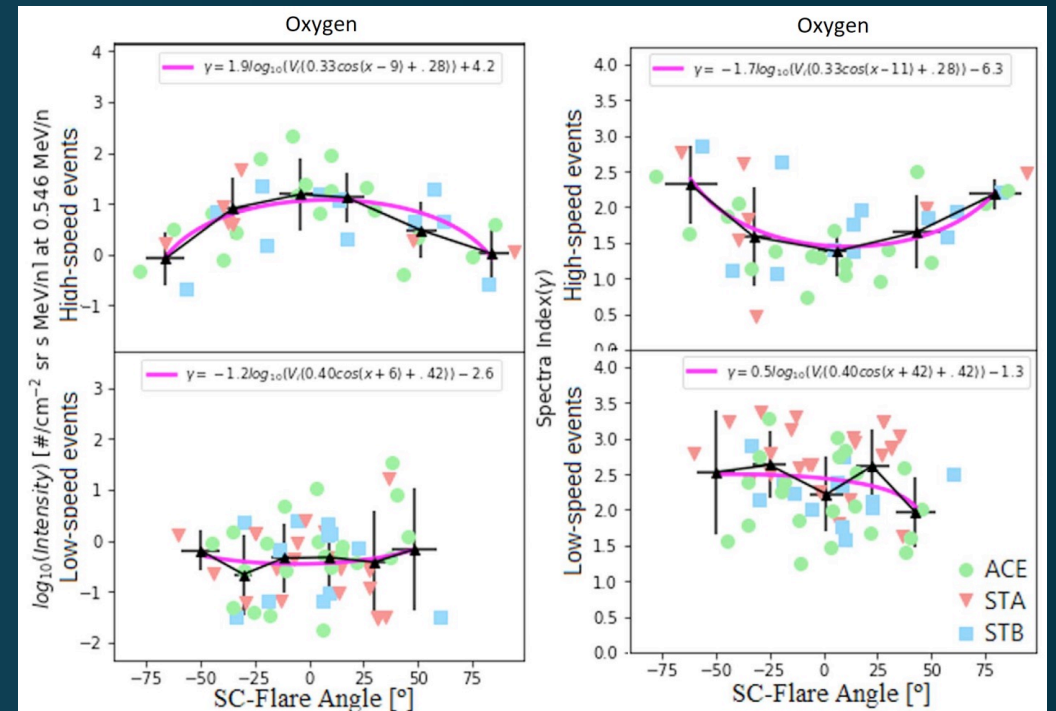 Oxygen
Oxygen
log₁₀(Intensity) [#/cm⁻² sr s MeV/n] at 0.546 MeV/n
High-speed events
4
3
2
1
0
−1
y = 1.9log₁₀(Vᵢ(0.33cos(x − 9) + .28)) + 4.2
Low-speed events
3
2
1
0
−1
−2
y = −1.2log₁₀(Vᵢ(0.40cos(x + 6) + .42)) − 2.6
−75 −50 −25 0 25 50 75
SC-Flare Angle [º]
Spectra Index(γ)
High-speed events
4.0
3.5
3.0
2.5
2.0
1.5
1.0
0.5
y = −1.7log₁₀(Vᵢ(0.33cos(x−11) + .28)) − 6.3
Low-speed events
4.0
3.5
3.0
2.5
2.0
1.5
1.0
0.5
0.0
y = 0.5log₁₀(Vᵢ(0.40cos(x + 42) + .42)) − 1.3
ACE
STA
STB
−75 −50 −25 0 25 50 75
SC-Flare Angle [º]